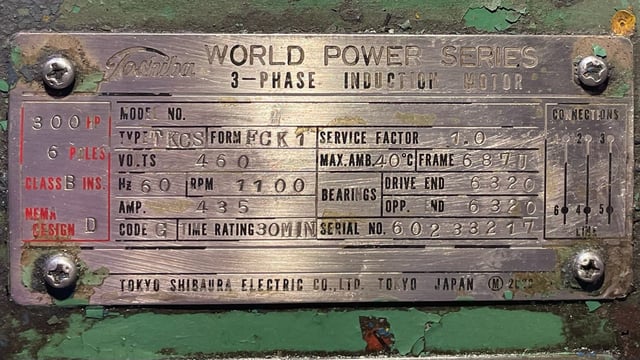 Toshiba WORLD POWER SERIES
3-PHASE INDUCTION MOTOR
300 HP
6 POLES
CLASS B INS.
NEMA DESIGN D
MODEL NO.
TYPE TKCS FORM FCK1 SERVICE FACTOR 1.0
VOLTS 460 MAX.AMB.40°C FRAME 687U
Hz 60 RPM 1100 BEARINGS DRIVE END 6320
AMP. 435 OPP. END 6320
CODE G TIME RATING 30MIN SERIAL NO. 60238217
CONNECTIONS
1 2 3
6 4 5
LINE
TOKYO SHIBAURA ELECTRIC CO.,LTD. TOKYO JAPAN Ⓜ